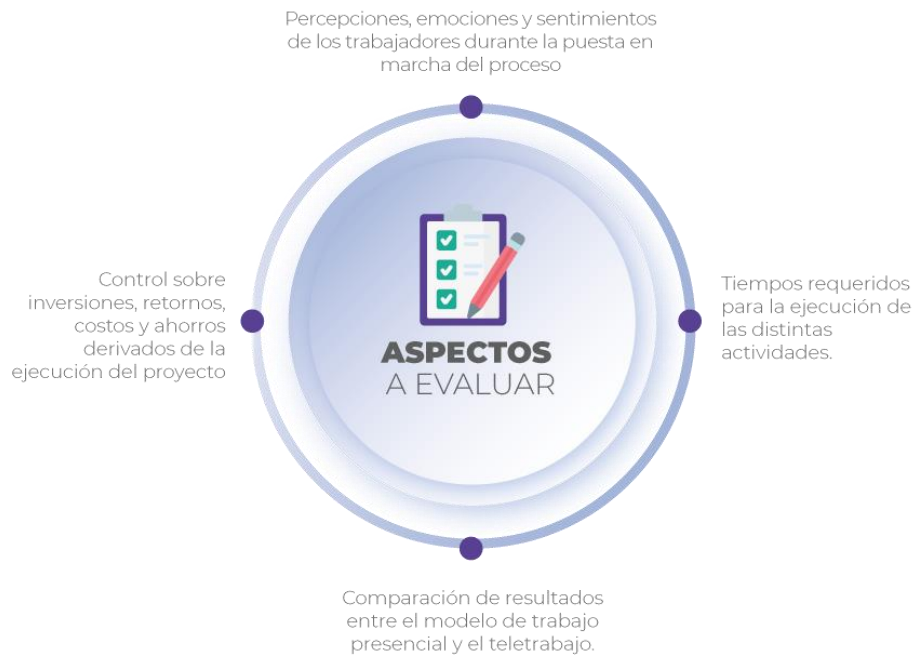 Percepciones, emociones y sentimientos
de los trabajadores durante la puesta en
marcha del proceso
Control sobre
inversiones, retornos,
costos y ahorros
derivados de la
ejecución del proyecto
ASPECTOS
A EVALUAR
Tiempos requeridos
para la ejecución de
las distintas
actividades.
Comparación de resultados
entre el modelo de trabajo
presencial y el teletrabajo.